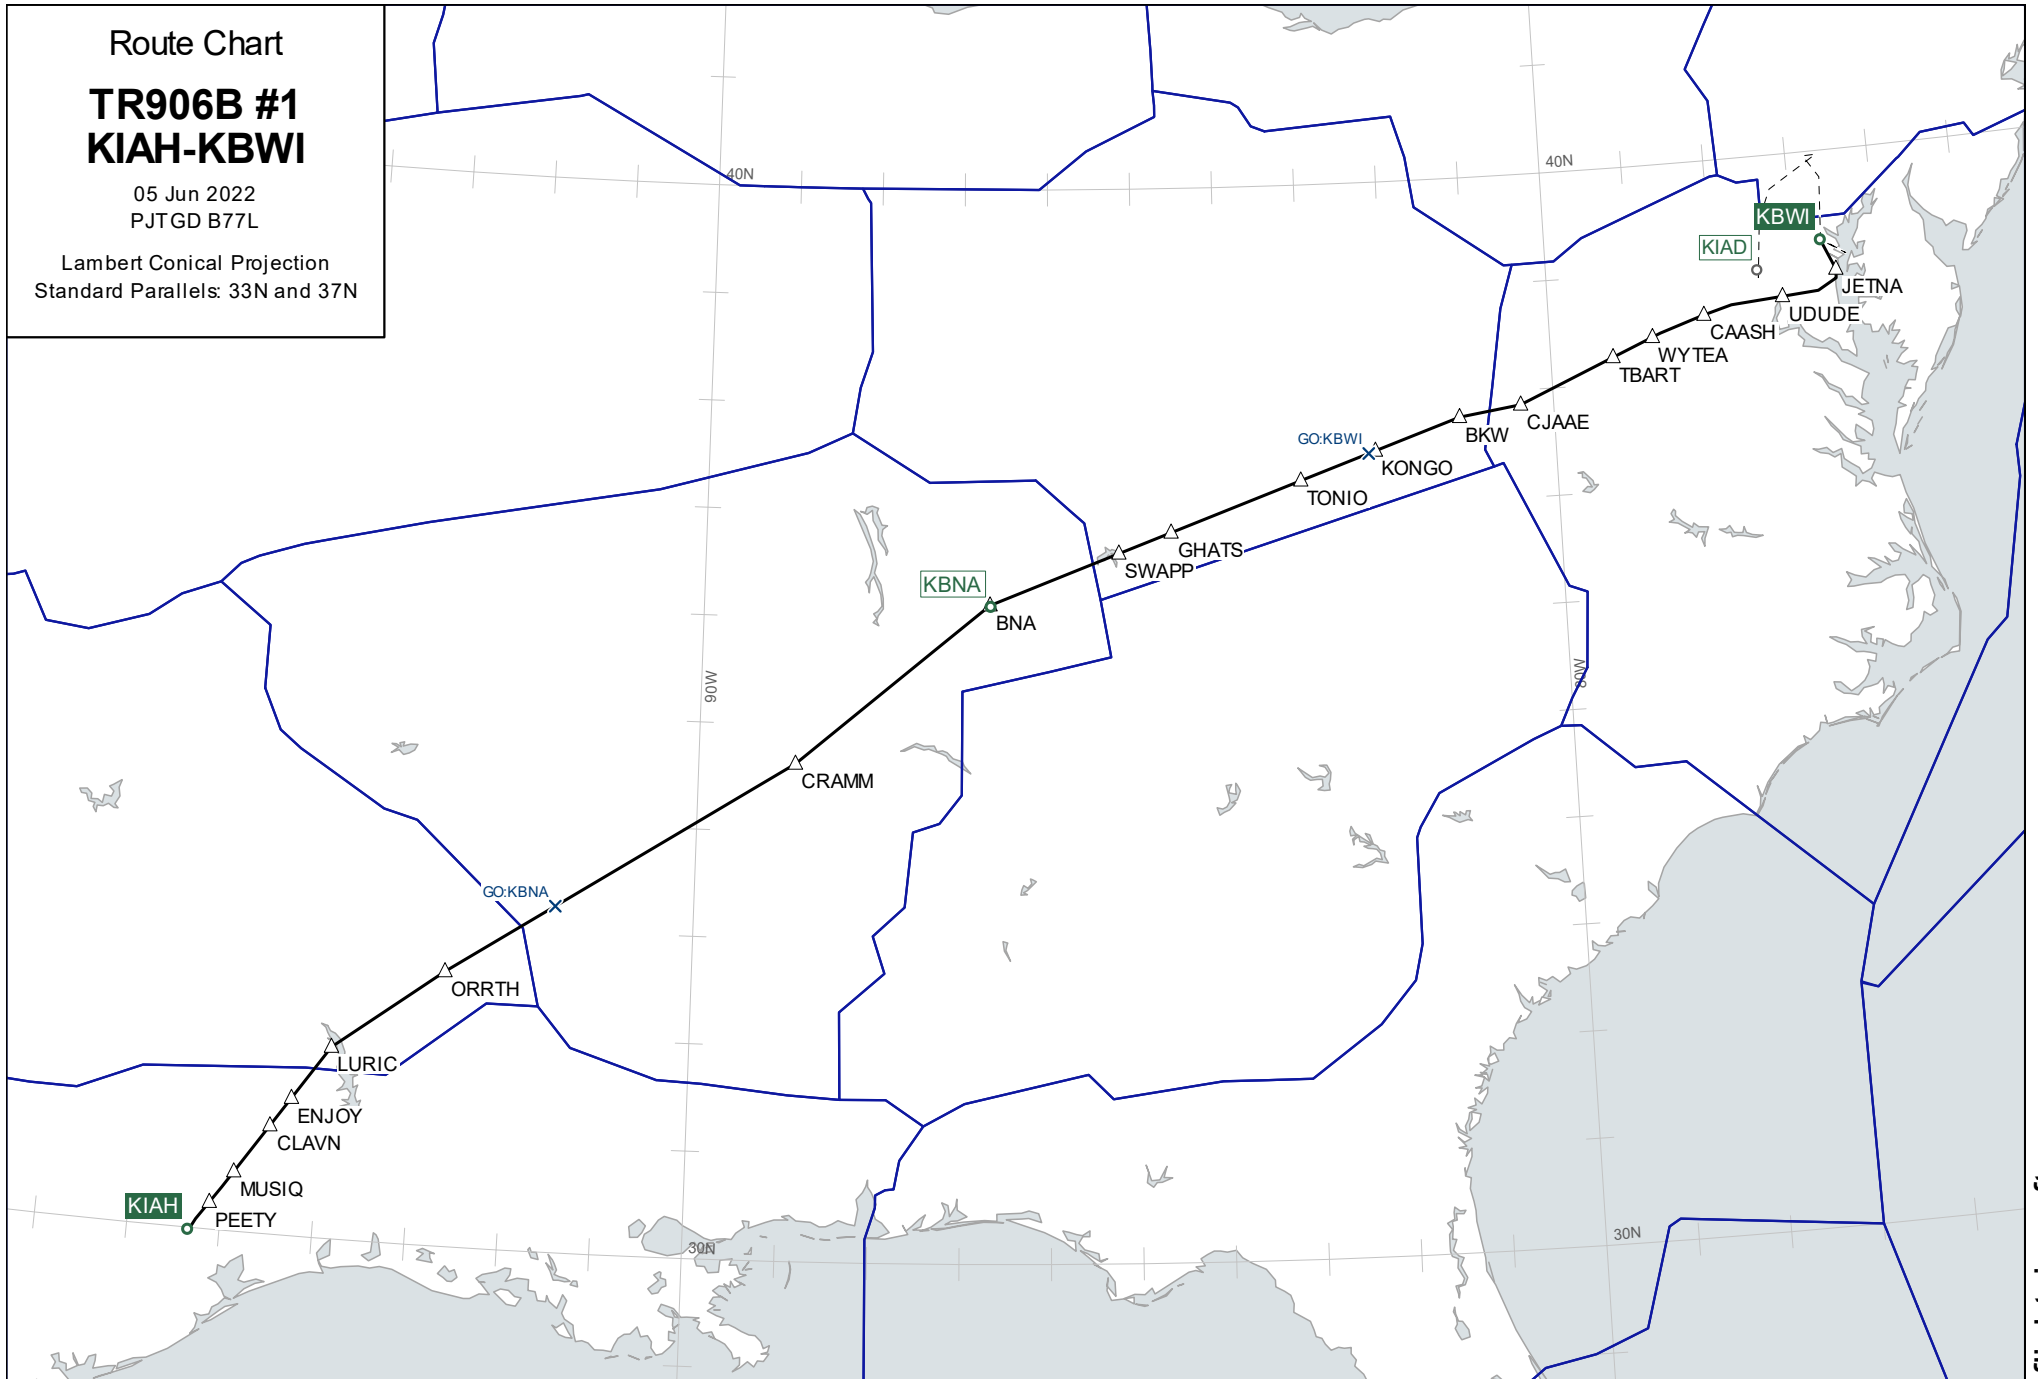 Route Chart
TR906B #1
KIAH-KBWI
05 Jun 2022
PJTGD B77L
Lambert Conical Projection
Standard Parallels: 33N and 37N
40N
40N
KBWI
KIAD
JETNA
UDUDE
CAASH
WYTEA
TBART
CJAAE
BKW
GO:KBWI
KONGO
TONIO
GHATS
SWAPP
KBNA
BNA
90W
80W
CRAMM
GO:KBNA
ORRTH
LURIC
ENJOY
CLAVN
MUSIQ
KIAH
PEETY
30N
30N